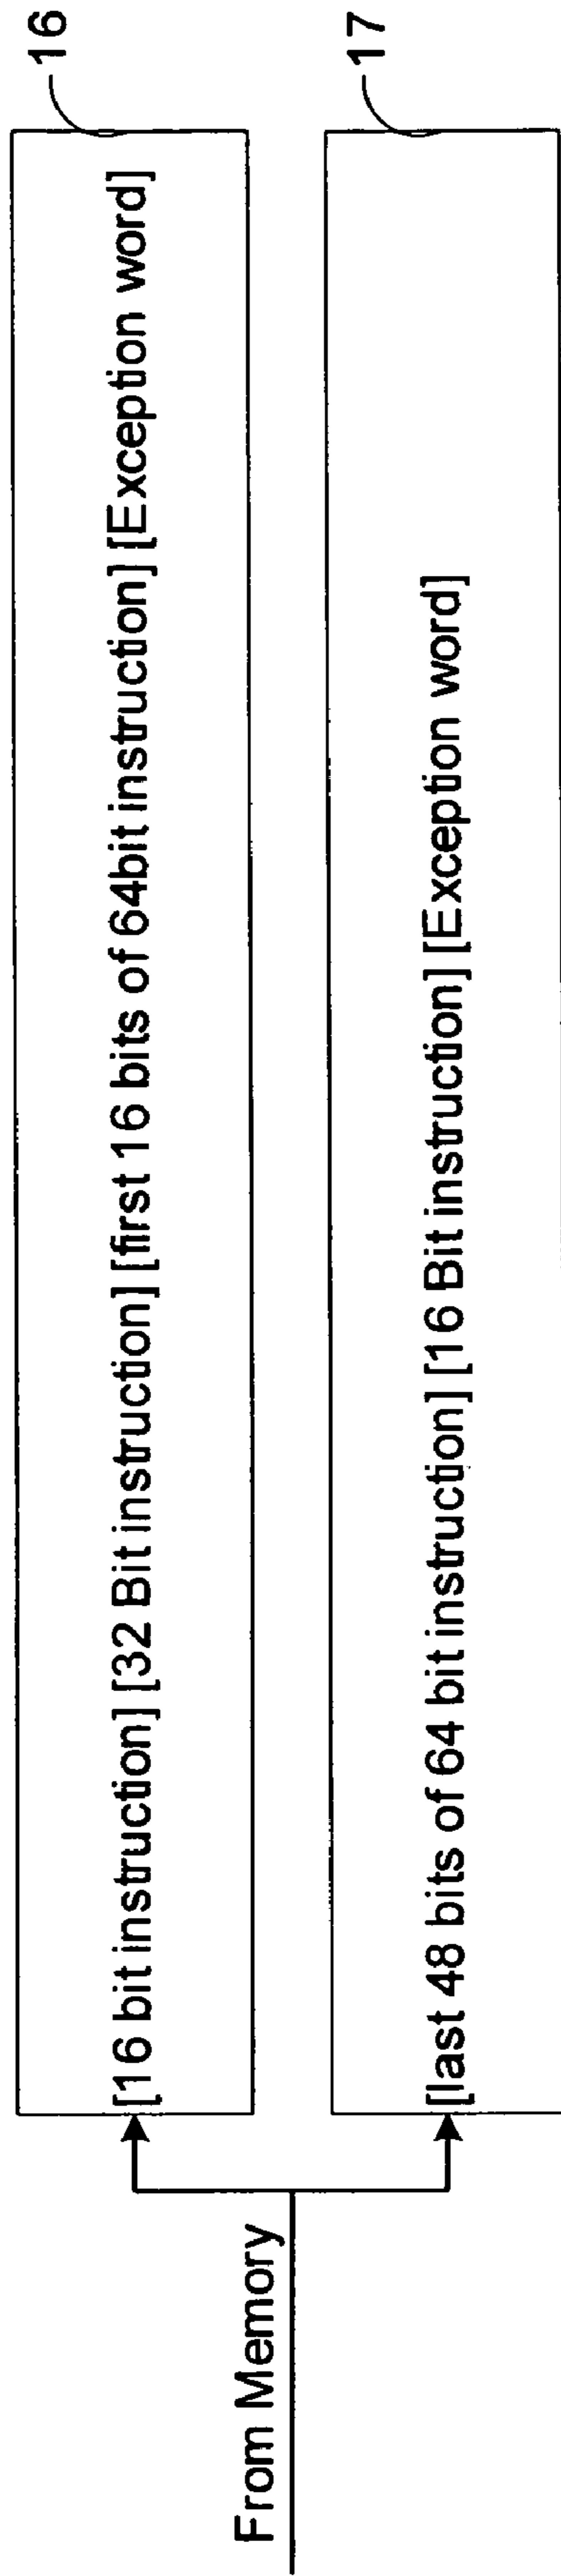 From Memory
[16 bit instruction] [32 Bit instruction] [first 16 bits of 64bit instruction] [Exception word]
16
[last 48 bits of 64 bit instruction] [16 Bit instruction] [Exception word]
17